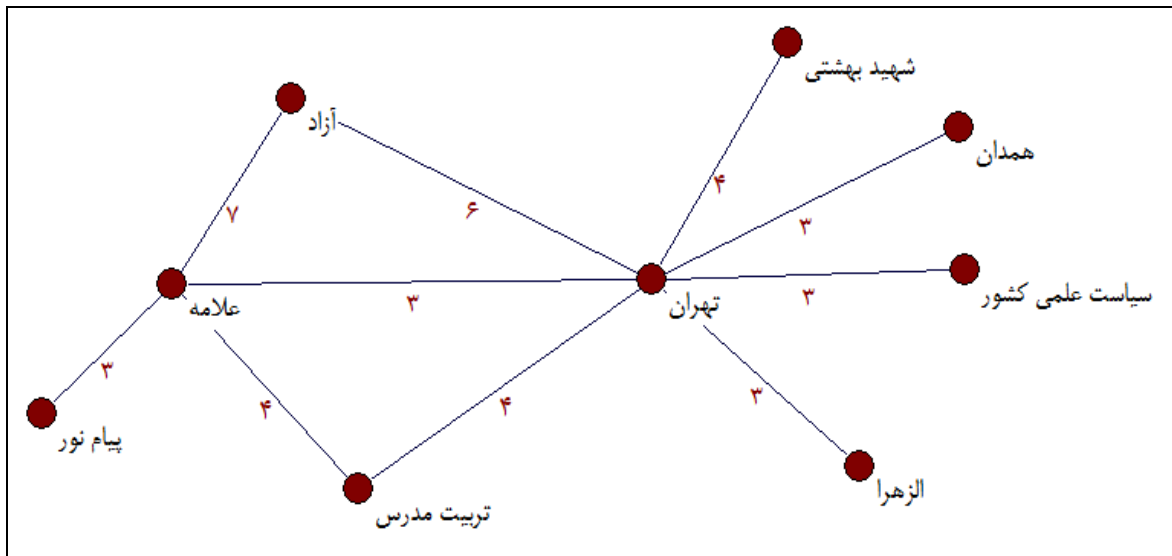 شهید بهشتی
آزاد
همدان
۴
۷
۶
۳
سیاست علمی کشور
۳
۳
تهران
علامه
۳
۴
۴
۳
پیام نور
الزهرا
تربیت مدرس